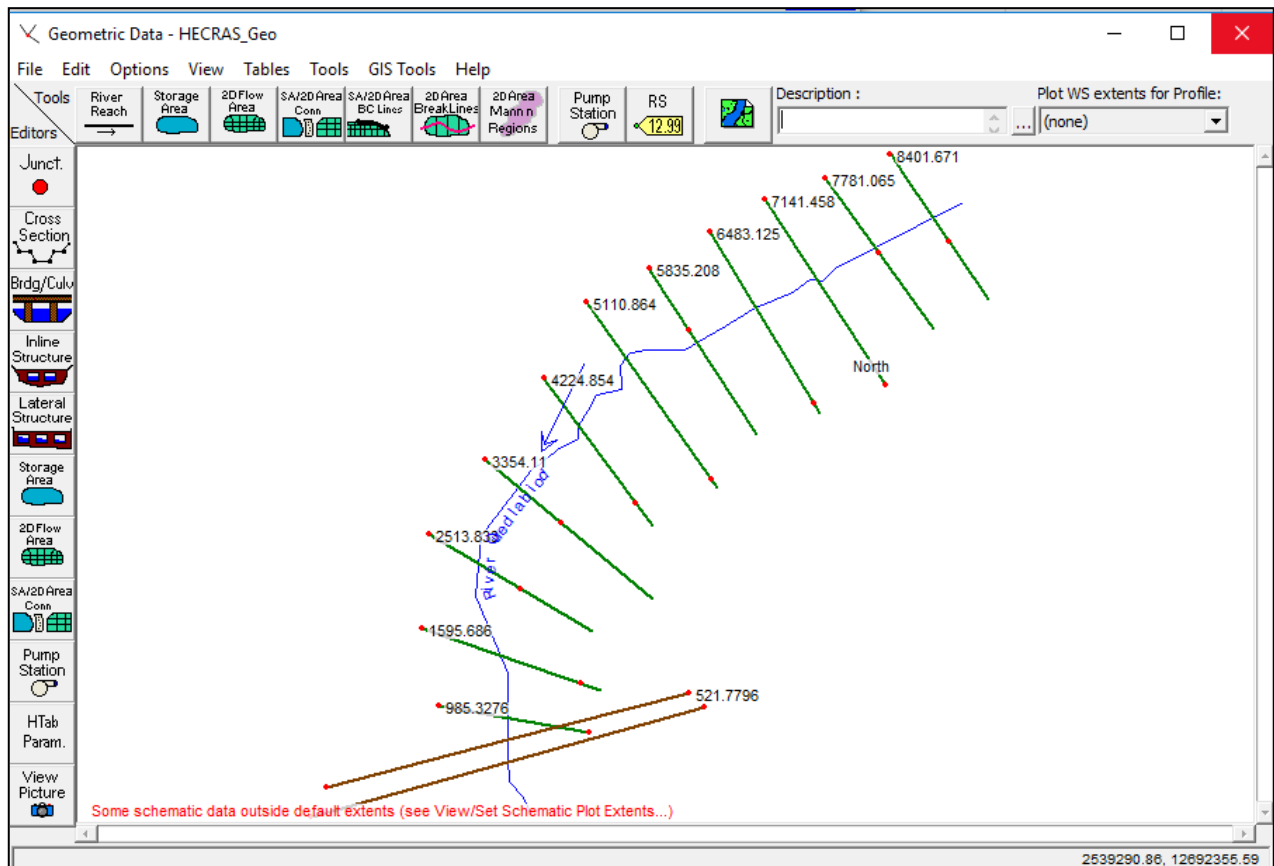 Geometric Data - HECRAS_Geo
File Edit Options View Tables Tools GIS Tools Help
Tools
Editors
River
Reach
Storage
Area
2D Flow
Area
SA/2D Area
Conn
SA/2D Area
BC Lines
2D Area
BreakLines
2D Area
Mann n
Regions
Pump
Station
RS
12.99
Description :
...
Plot WS extents for Profile:
(none)
Junct.
Cross
Section
Brdg/Culv
Inline
Structure
Lateral
Structure
Storage
Area
2D Flow
Area
SA/2D Area
Conn
Pump
Station
HTab
Param.
View
Picture
8401.671
7781.065
7141.458
6483.125
5835.208
5110.864
North
4224.854
3354.11
River
2513.833
1595.686
521.7796
985.3276
Some schematic data outside default extents (see View/Set Schematic Plot Extents...)
2539290.86, 12692355.59